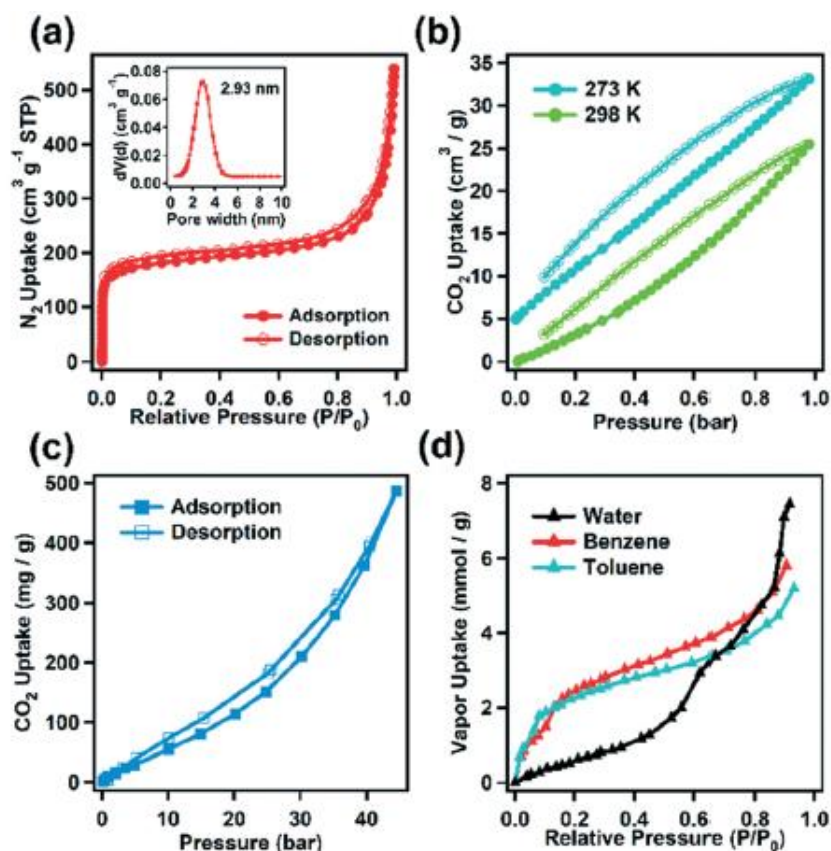 (a)
N₂ Uptake (cm³ g⁻¹ STP)
500
400
300
200
100
0
dV(d) (cm³ g⁻¹)
0.08
0.06
0.04
0.02
0.00
2.93 nm
0 2 4 6 8 10
Pore width (nm)
Adsorption
Desorption
0.0 0.2 0.4 0.6 0.8 1.0
Relative Pressure (P/P₀)
(b)
CO₂ Uptake (cm³ / g)
35
30
25
20
15
10
5
0
273 K
298 K
0.0 0.2 0.4 0.6 0.8 1.0
Pressure (bar)
(c)
CO₂ Uptake (mg / g)
500
400
300
200
100
0
Adsorption
Desorption
0 10 20 30 40
Pressure (bar)
(d)
Vapor Uptake (mmol / g)
8
6
4
2
0
Water
Benzene
Toluene
0.0 0.2 0.4 0.6 0.8 1.0
Relative Pressure (P/P₀)